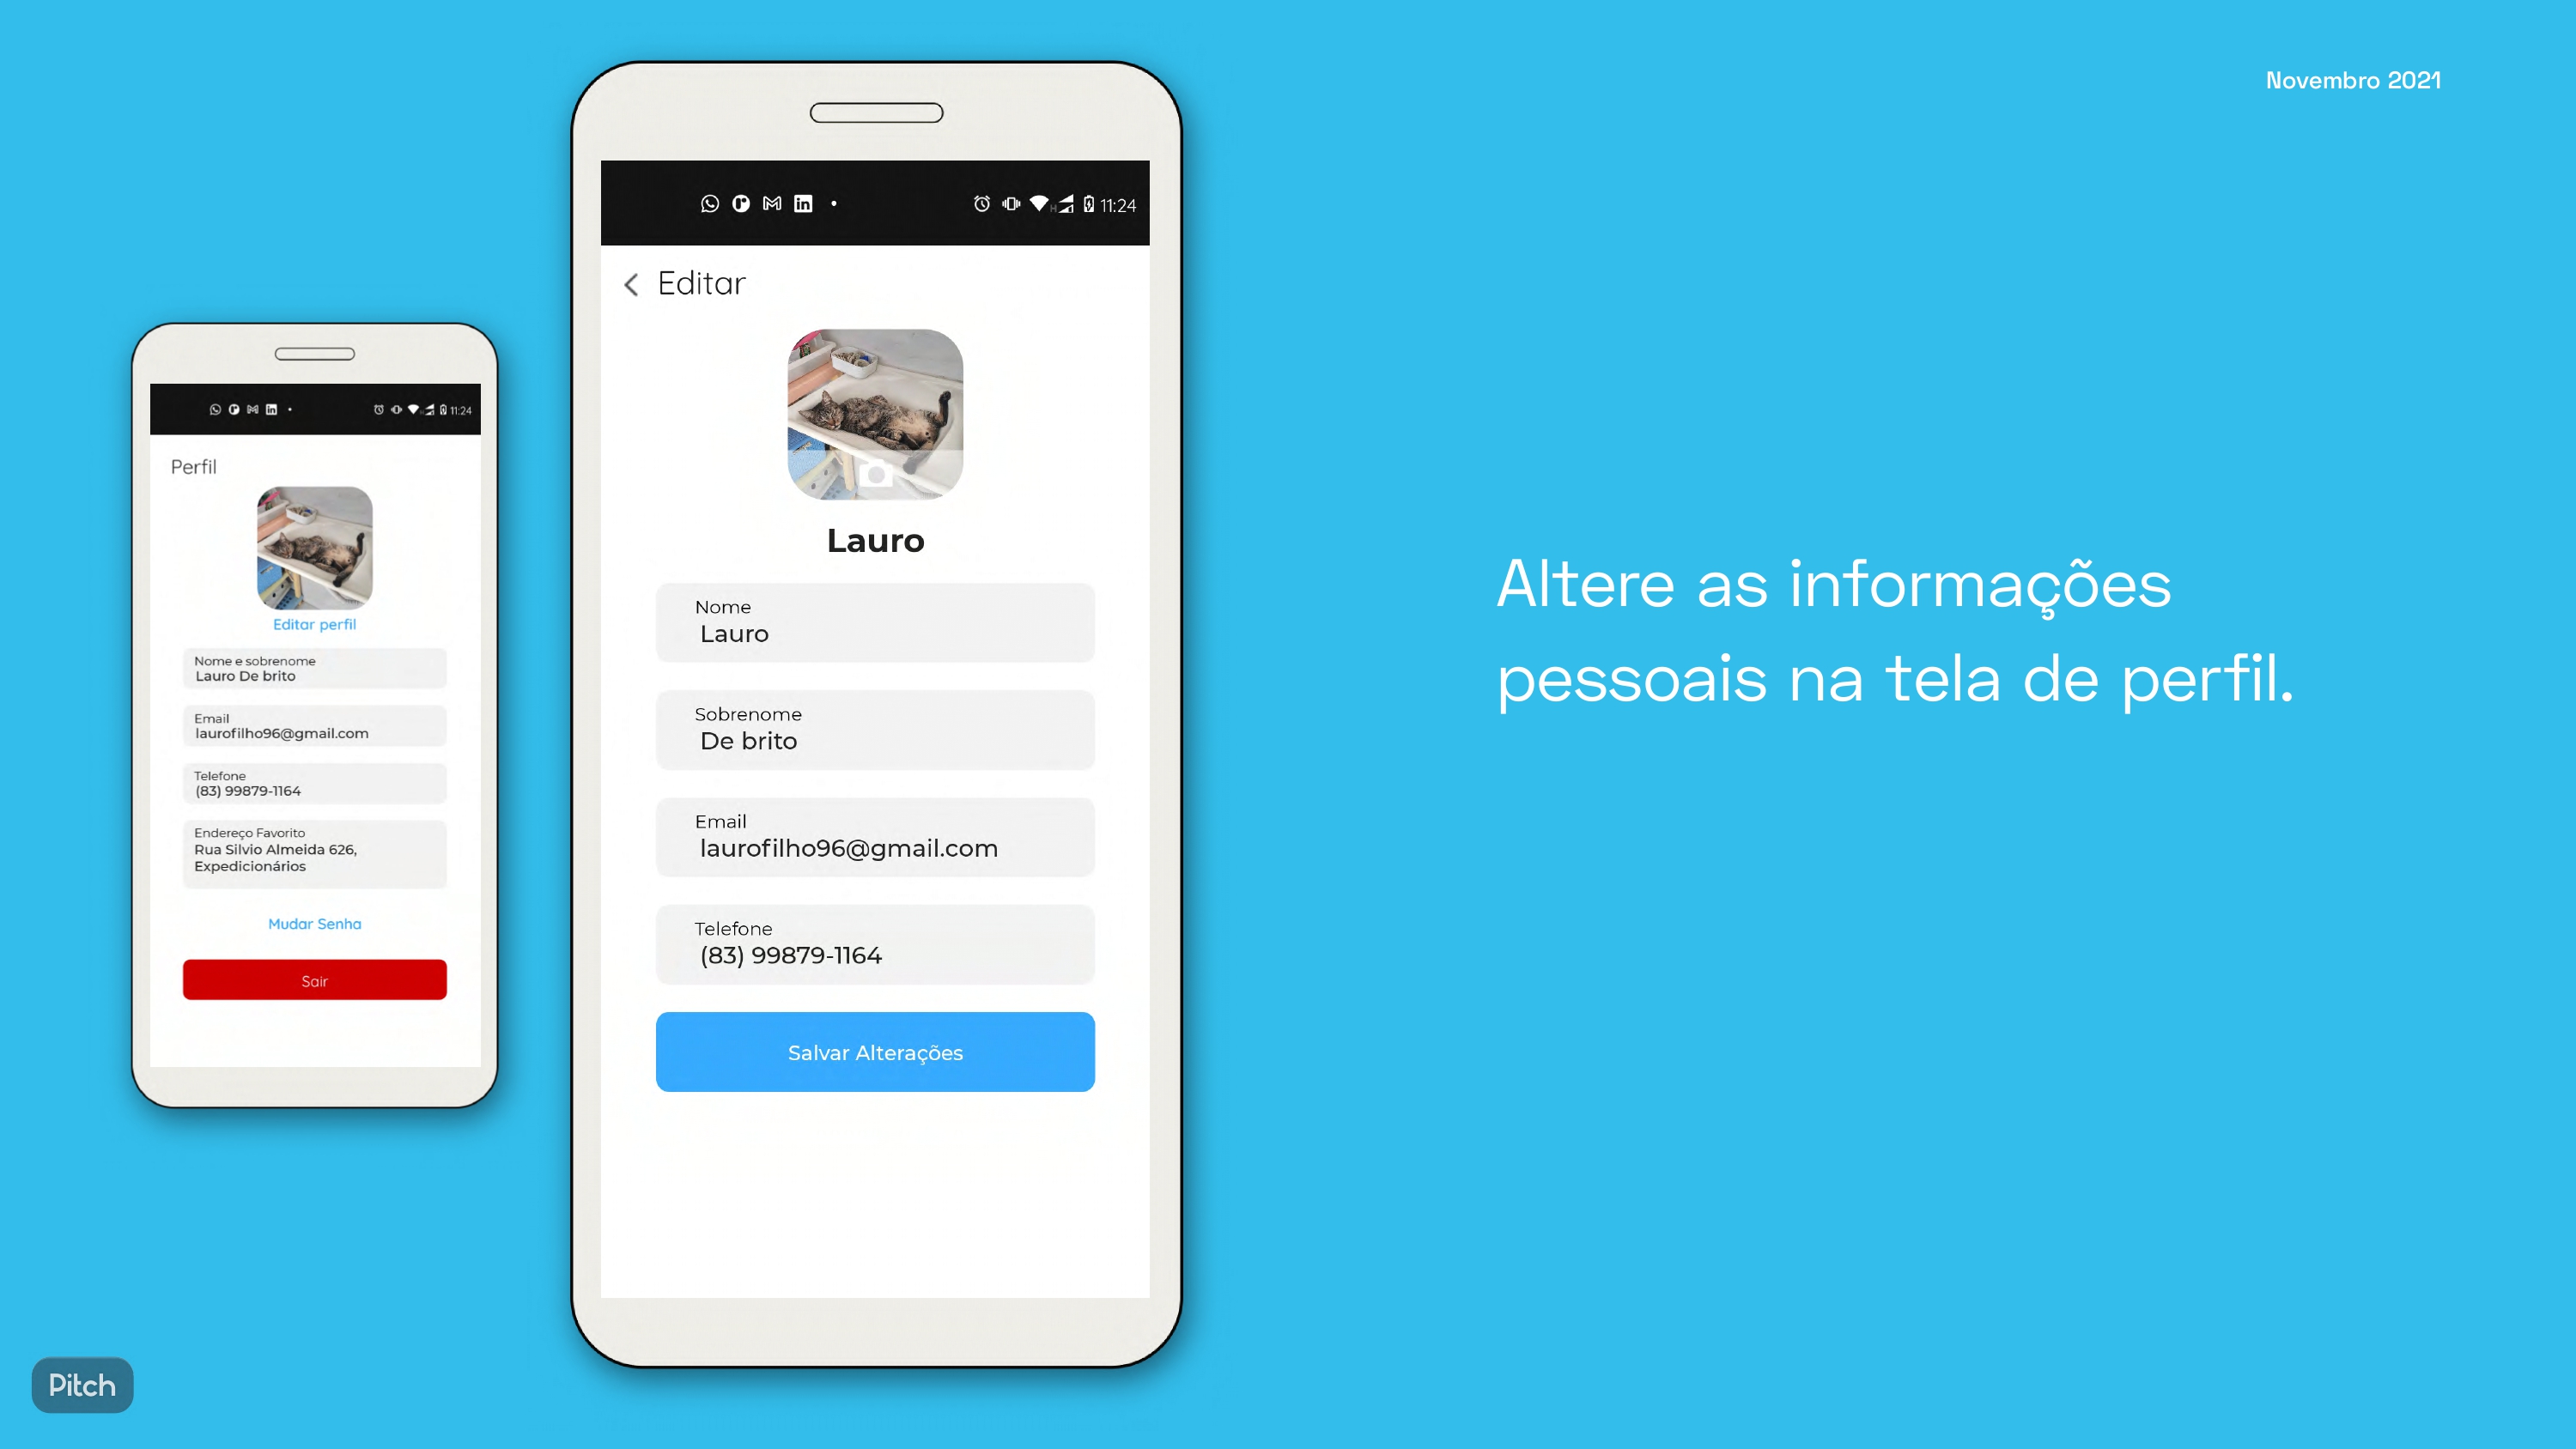 Novembro 2021
11:24
Perfil
Editar perfil
Nome e sobrenome
Lauro De brito
Email
laurofilho96@gmail.com
Telefone
(83) 99879-1164
Endereço Favorito
Rua Silvio Almeida 626,
Expedicionários
Mudar Senha
Sair
11:24
Editar
Lauro
Nome
Lauro
Sobrenome
De brito
Email
laurofilho96@gmail.com
Telefone
(83) 99879-1164
Salvar Alterações
Altere as informações
pessoais na tela de perfil.
Pitch